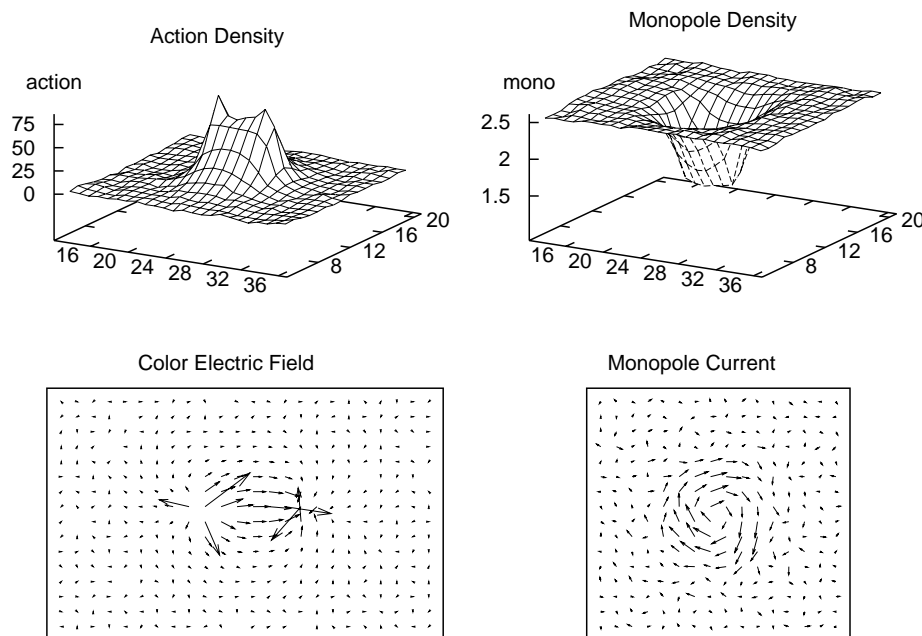 Action Density
action
75
50
25
0
16 20 24 28 32 36
8 12 16 20
Monopole Density
mono
2.5
2
1.5
16 20 24 28 32 36
8 12 16 20
Color Electric Field
Monopole Current